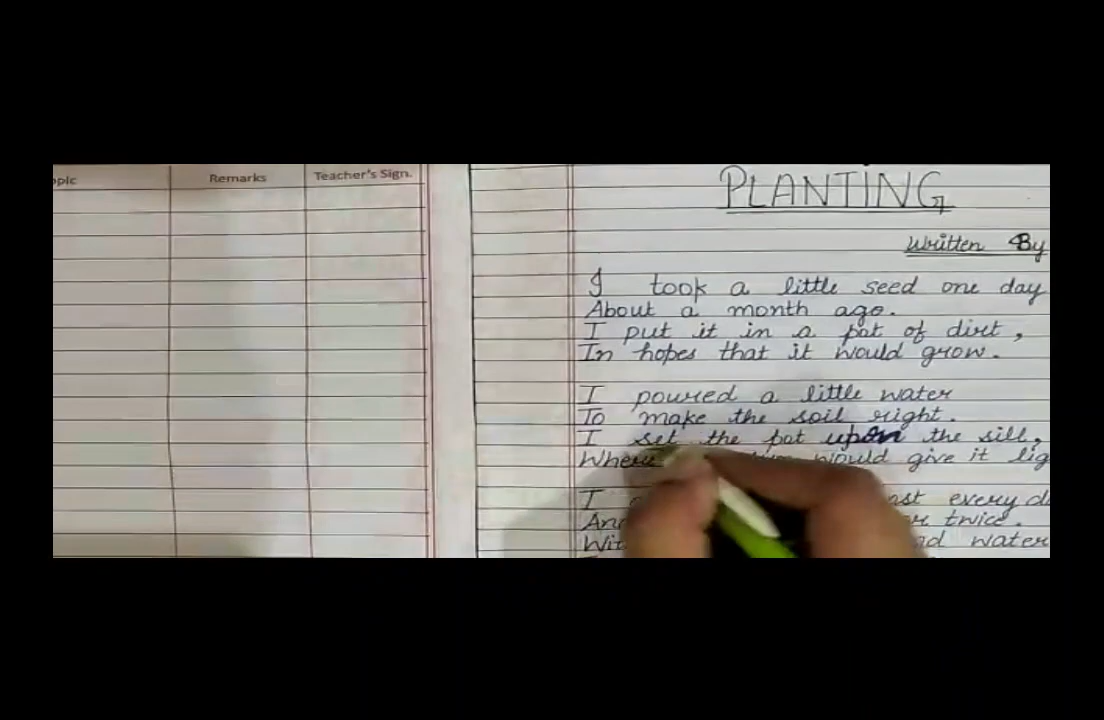 Remarks
Teacher's Sign.
PLANTING
Written By
I took a little seed one day
About a month ago.
I put it in a pot of dirt,
In hopes that it would grow.
I poured a little water
To make the soil right.
I set the pot upon the sill,
Where would give it
I every
twice.
water